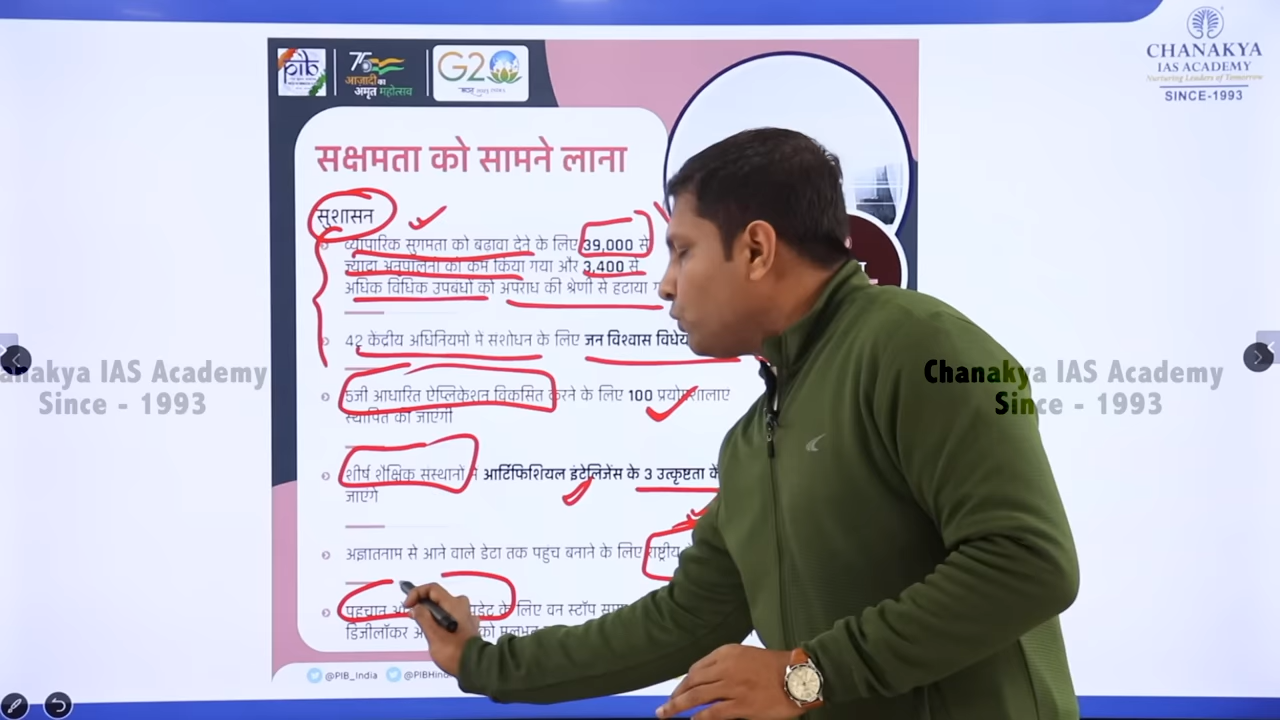 CHANAKYA
IAS ACADEMY
Nurturing Leaders of Tomorrow
SINCE-1993
pib
75
आज़ादी का
अमृत महोत्सव
G20
सक्षमता को सामने लाना
सुशासन
व्यापारिक सुगमता को बढावा देने के लिए 39,000 से
ज्यादा अनुपालनों को कम किया गया और 3,400 से
अधिक विधिक उपबंधों को अपराध की श्रेणी से हटाया
42 केंद्रीय अधिनियमों में संशोधन के लिए जन विश्वास
5जी आधारित ऐप्लिकेशन विकसित करने के लिए 100 प्रयोगशालाएं
स्थापित की जाएंगी
शीर्ष शैक्षिक संस्थानों में आर्टिफिशियल इंटेलिजेंस के 3 उत्कृष्टता
जाएंगे
अज्ञातनाम से आने वाले डेटा तक पहुंच बनाने के लिए राष्ट्रीय
पहचान के लिए वन स्टॉप
डिजीलॉकर को
@PIB_India
Chanakya IAS Academy
Since - 1993
Academy
Since - 1993